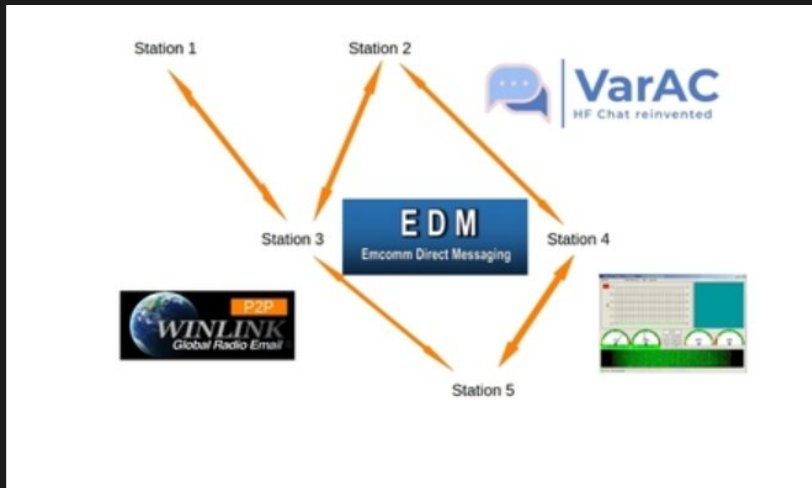 Station 1
Station 2
VarAC
HF Chat reinvented
Station 3
EDM
Emcomm Direct Messaging
Station 4
P2P
WINLINK
Global Radio Email
Station 5